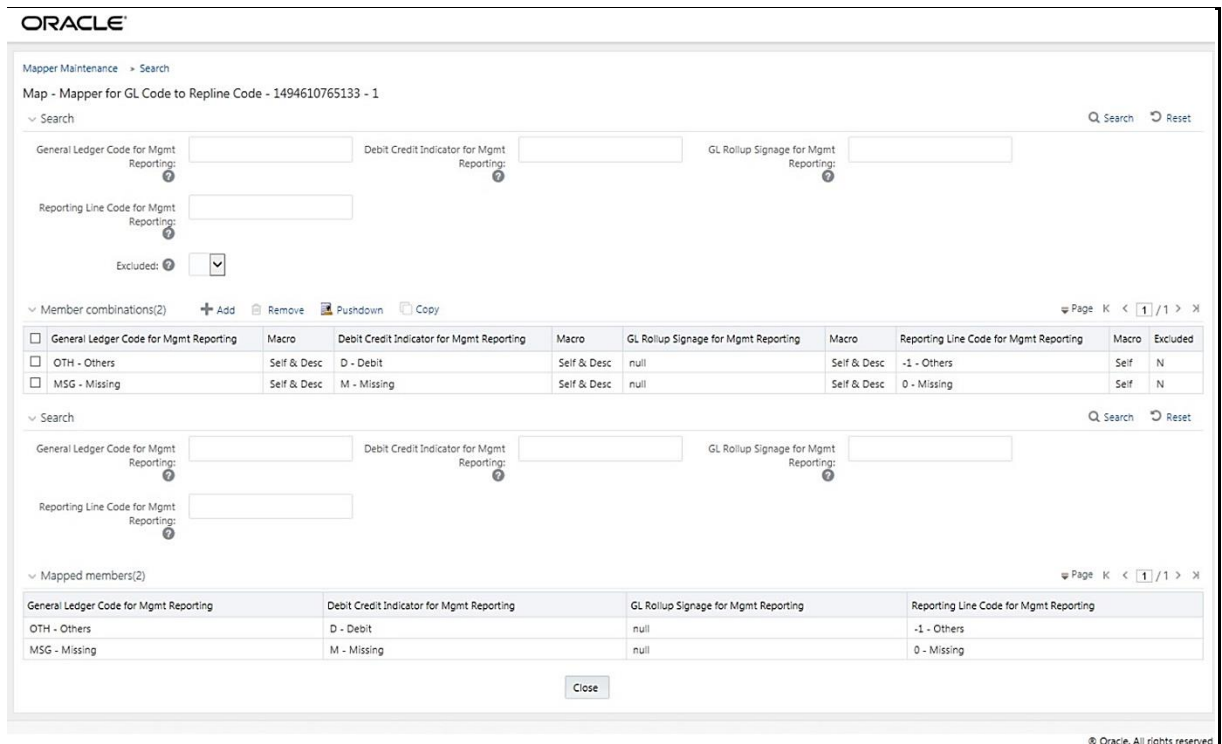 ORACLE
Mapper Maintenance > Search
Map - Mapper for GL Code to Repline Code - 1494610765133 - 1
Search
Search Reset
General Ledger Code for Mgmt Reporting:
Debit Credit Indicator for Mgmt Reporting:
GL Rollup Signage for Mgmt Reporting:
Reporting Line Code for Mgmt Reporting:
Excluded:
Member combinations(2) Add Remove Pushdown Copy Page 1 / 1
General Ledger Code for Mgmt Reporting Macro Debit Credit Indicator for Mgmt Reporting Macro GL Rollup Signage for Mgmt Reporting Macro Reporting Line Code for Mgmt Reporting Macro Excluded
OTH - Others Self & Desc D - Debit Self & Desc null Self & Desc -1 - Others Self N
MSG - Missing Self & Desc M - Missing Self & Desc null Self & Desc 0 - Missing Self N
Search
Search Reset
General Ledger Code for Mgmt Reporting:
Debit Credit Indicator for Mgmt Reporting:
GL Rollup Signage for Mgmt Reporting:
Reporting Line Code for Mgmt Reporting:
Mapped members(2) Page 1 / 1
General Ledger Code for Mgmt Reporting Debit Credit Indicator for Mgmt Reporting GL Rollup Signage for Mgmt Reporting Reporting Line Code for Mgmt Reporting
OTH - Others D - Debit null -1 - Others
MSG - Missing M - Missing null 0 - Missing
Close
® Oracle. All rights reserved